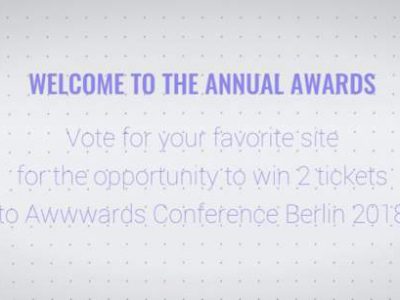 WELCOME TO THE ANNUAL AWARDS
Vote for your favorite site
for the opportunity to win 2 tickets
to Awwwards Conference Berlin 2018